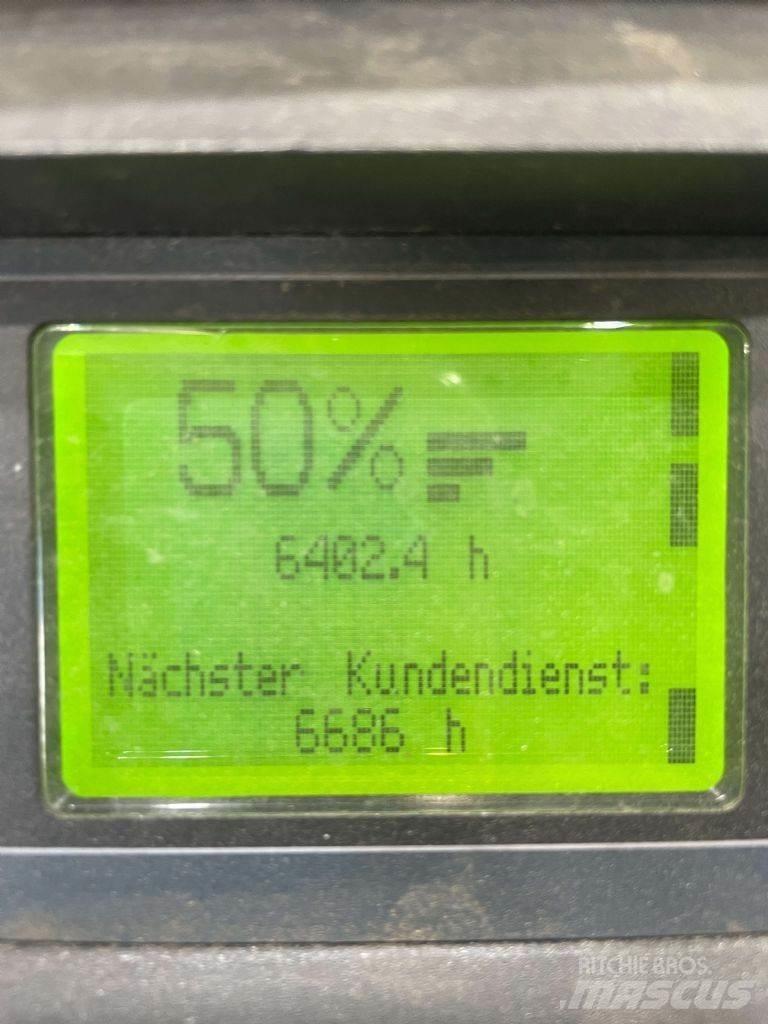 50%
6402.4 h
Nächster Kundendienst:
6686 h
RITCHIE BROS.
MASCUS